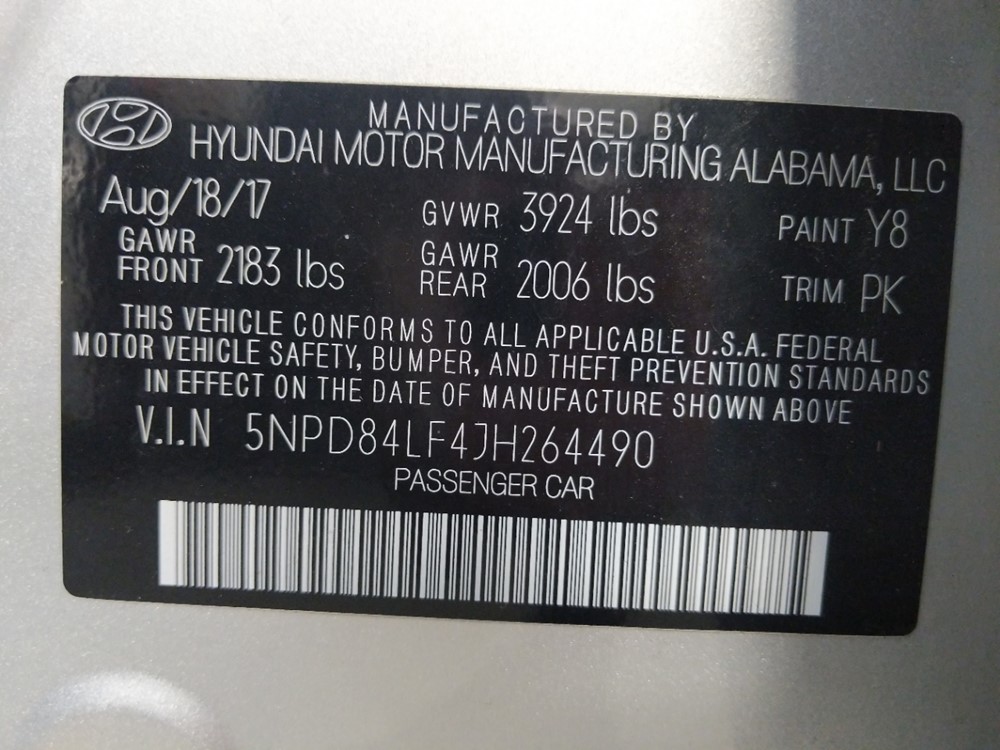 MANUFACTURED BY
HYUNDAI MOTOR MANUFACTURING ALABAMA, LLC
Aug/18/17 GVWR 3924 lbs PAINT Y8
GAWR FRONT 2183 lbs GAWR REAR 2006 lbs TRIM PK
THIS VEHICLE CONFORMS TO ALL APPLICABLE U.S.A. FEDERAL
MOTOR VEHICLE SAFETY, BUMPER, AND THEFT PREVENTION STANDARDS
IN EFFECT ON THE DATE OF MANUFACTURE SHOWN ABOVE
V.I.N 5NPD84LF4JH264490
PASSENGER CAR